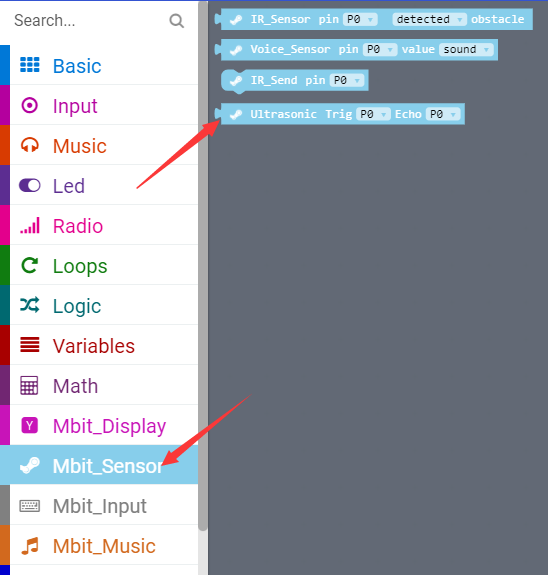 Search...
Basic
Input
Music
Led
Radio
Loops
Logic
Variables
Math
Mbit_Display
Mbit_Sensor
Mbit_Input
Mbit_Music
IR_Sensor pin P0 detected obstacle
Voice_Sensor pin P0 value sound
IR_Send pin P0
Ultrasonic Trig P0 Echo P0